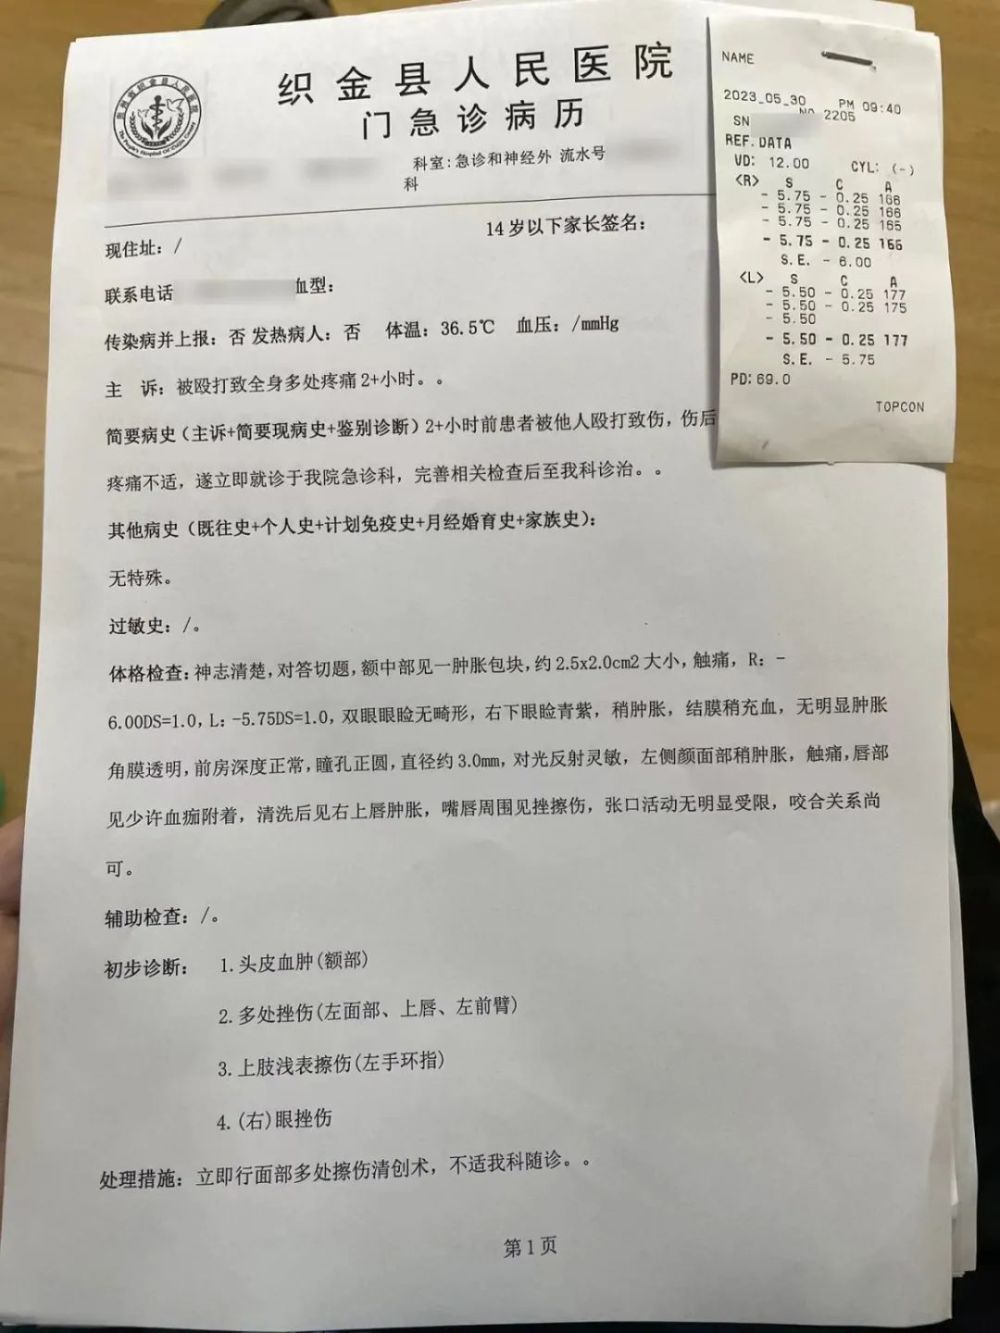 织金县人民医院
门急诊病历
科室:急诊和神经外 流水号
科
现住址: /
14岁以下家长签名:
联系电话
血型:
传染病并上报: 否 发热病人: 否 体温: 36.5℃ 血压: /mmHg
主 诉: 被殴打致全身多处疼痛2+小时。。
简要病史(主诉+简要现病史+鉴别诊断)2+小时前患者被他人殴打致伤, 伤后
疼痛不适, 遂立即就诊于我院急诊科, 完善相关检查后至我科诊治。。
其他病史(既往史+个人史+计划免疫史+月经婚育史+家族史):
无特殊。
过敏史: /。
体格检查: 神志清楚, 对答切题, 额中部见一肿胀包块, 约2.5x2.0cm2大小, 触痛, R: -
6.00DS=1.0, L: -5.75DS=1.0, 双眼眼睑无畸形, 右下眼睑青紫, 稍肿胀, 结膜稍充血, 无明显肿胀
角膜透明, 前房深度正常, 瞳孔正圆, 直径约3.0mm, 对光反射灵敏, 左侧颜面部稍肿胀, 触痛, 唇部
见少许血痂附着, 清洗后见右上唇肿胀, 嘴唇周围见挫擦伤, 张口活动无明显受限, 咬合关系尚
可。
辅助检查: /。
初步诊断: 1.头皮血肿(额部)
2.多处挫伤(左面部、上唇、左前臂)
3.上肢浅表擦伤(左手环指)
4.(右)眼挫伤
处理措施: 立即行面部多处擦伤清创术, 不适我科随诊。。
第1页
NAME
2023_05_30 PM 09:40
NO 2205
SN
REF. DATA
VD: 12.00 CYL: (-)
<R> S C A
- 5.75 - 0.25 166
- 5.75 - 0.25 166
- 5.75 - 0.25 165
- 5.75 - 0.25 166
S.E. - 6.00
<L> S C A
- 5.50 - 0.25 177
- 5.50 - 0.25 175
- 5.50
- 5.50 - 0.25 177
S.E. - 5.75
PD: 69.0
TOPCON